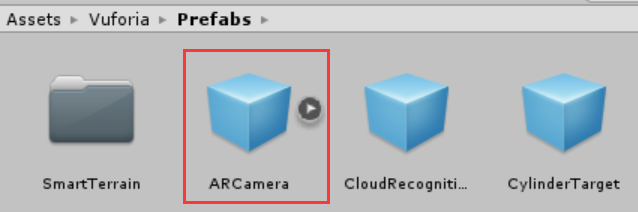 Assets ▸ Vuforia ▸ Prefabs ▸
SmartTerrain ARCamera CloudRecogniti... CylinderTarget